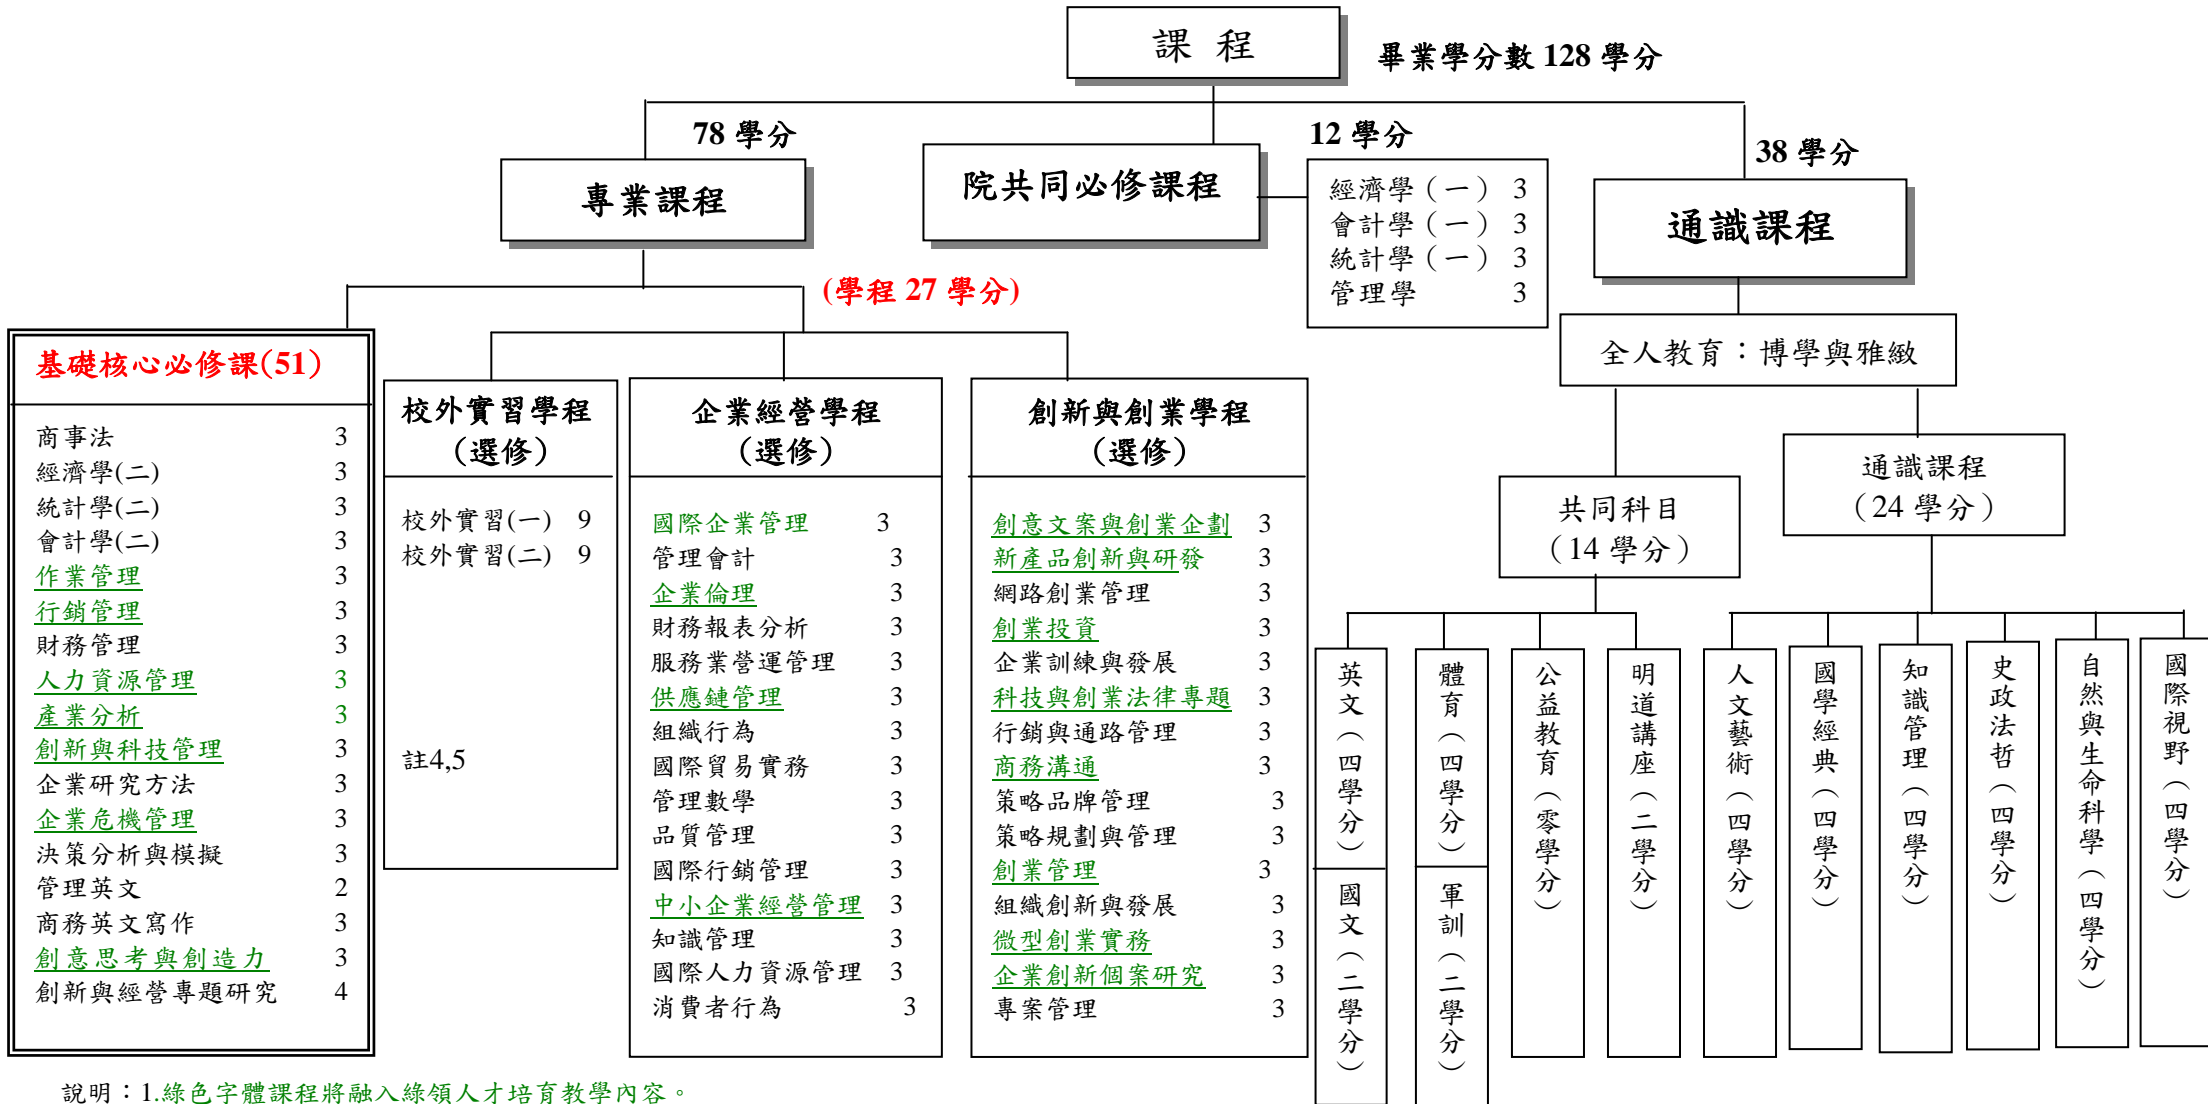 課 程
畢業學分數 128 學分
78 學分
專業課程
院共同必修課程
12 學分
經濟學（一） 3
會計學（一） 3
統計學（一） 3
管理學 3
38 學分
通識課程
(學程 27 學分)
基礎核心必修課(51)
商事法 3
經濟學(二) 3
統計學(二) 3
會計學(二) 3
作業管理 3
行銷管理 3
財務管理 3
人力資源管理 3
產業分析 3
創新與科技管理 3
企業研究方法 3
企業危機管理 3
決策分析與模擬 3
管理英文 2
商務英文寫作 3
創意思考與創造力 3
創新與經營專題研究 4
校外實習學程
（選修）
校外實習(一) 9
校外實習(二) 9
註4,5
企業經營學程
（選修）
國際企業管理 3
管理會計 3
企業倫理 3
財務報表分析 3
服務業營運管理 3
供應鏈管理 3
組織行為 3
國際貿易實務 3
管理數學 3
品質管理 3
國際行銷管理 3
中小企業經營管理 3
知識管理 3
國際人力資源管理 3
消費者行為 3
創新與創業學程
（選修）
創意文案與創業企劃 3
新產品創新與研發 3
網路創業管理 3
創業投資 3
企業訓練與發展 3
科技與創業法律專題 3
行銷與通路管理 3
商務溝通 3
策略品牌管理 3
策略規劃與管理 3
創業管理 3
組織創新與發展 3
微型創業實務 3
企業創新個案研究 3
專案管理 3
全人教育：博學與雅緻
共同科目
（14 學分）
通識課程
（24 學分）
英文（四學分）
國文（二學分）
體育（四學分）
軍訓（二學分）
公益教育（零學分）
明道講座（二學分）
人文藝術（四學分）
國學經典（四學分）
知識管理（四學分）
史政法哲（四學分）
自然與生命科學（四學分）
國際視野（四學分）
說明：1.綠色字體課程將融入綠領人才培育教學內容。